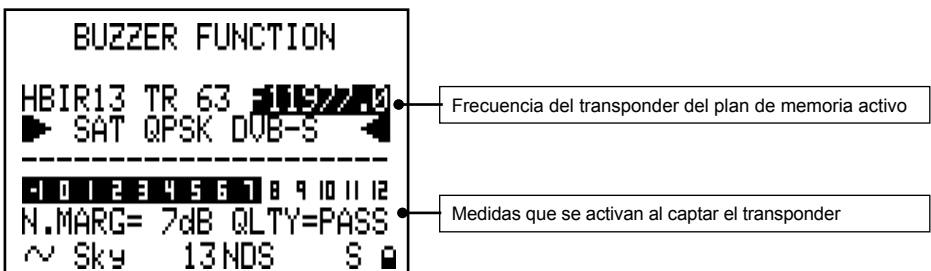 BUZZER FUNCTION
HBIR13 TR 63 =11977.0
Frecuencia del transponder del plan de memoria activo
SAT QPSK DVB-S
-1 0 1 2 3 4 5 6 7 8 9 10 11 12
N.MARG= 7dB QLTY=PASS
Medidas que se activan al captar el transponder
Sky 13 NDS S